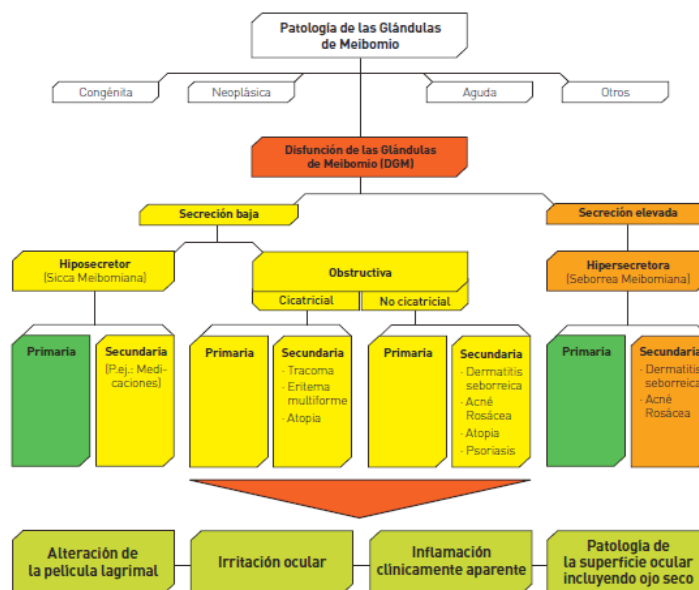 Patología de las Glándulas
de Meibomio
Congénita
Neoplásica
Aguda
Otros
Disfunción de las Glándulas
de Meibomio (DGM)
Secreción baja
Secreción elevada
Hiposecretor
(Sicca Meibomiana)
Obstructiva
Cicatricial
No cicatricial
Hipersecretora
(Seborrea Meibomiana)
Primaria
Secundaria
(P.ej.: Medi-
caciones)
Primaria
Secundaria
· Tracoma
· Eritema
multiforme
· Atopia
Primaria
Secundaria
· Dermatitis
seborreica
· Acné
Rosácea
· Atopia
· Psoriasis
Primaria
Secundaria
· Dermatitis
seborreica
· Acné
Rosácea
Alteración de
la película lagrimal
Irritación ocular
Inflamación
clínicamente aparente
Patología de
la superficie ocular
incluyendo ojo seco